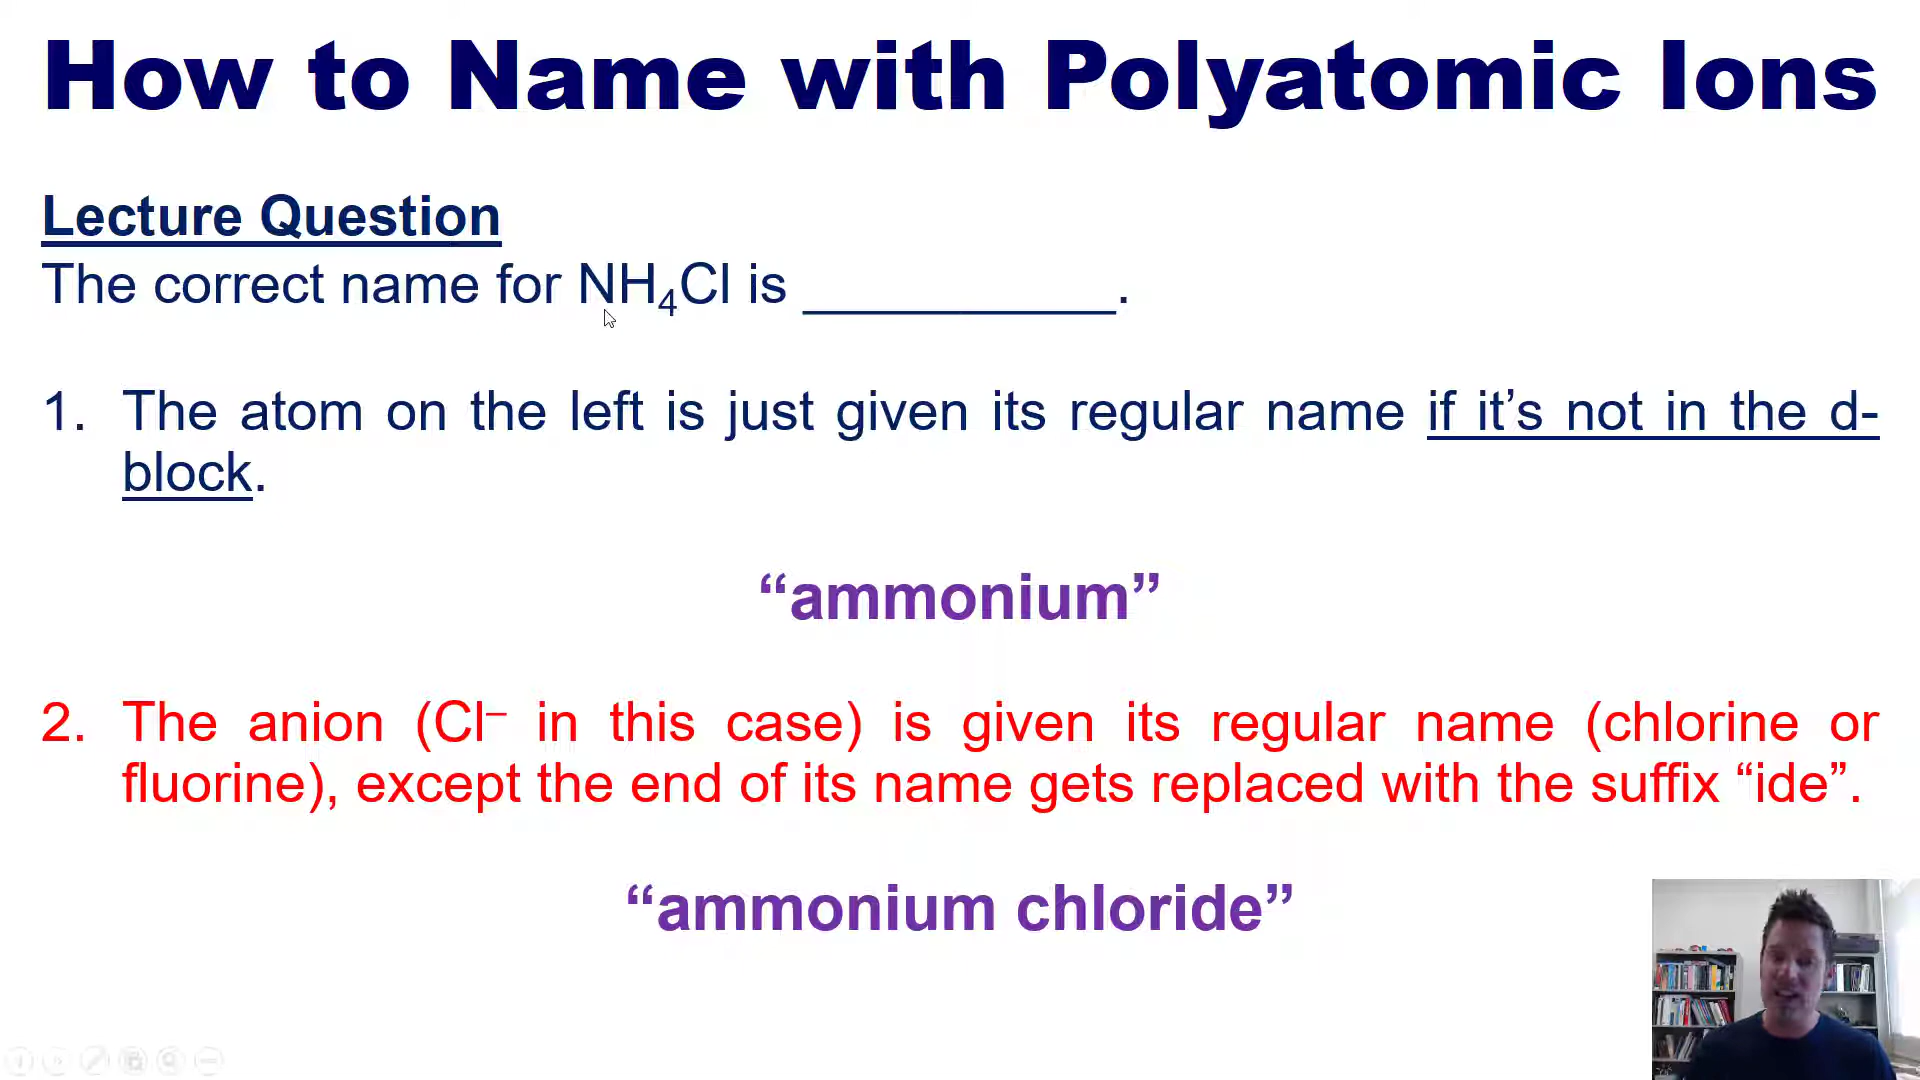 How to Name with Polyatomic Ions
Lecture Question
The correct name for NH₄Cl is ___________.
1. The atom on the left is just given its regular name if it’s not in the d-
block.
“ammonium”
2. The anion (Cl⁻ in this case) is given its regular name (chlorine or
fluorine), except the end of its name gets replaced with the suffix “ide”.
“ammonium chloride”